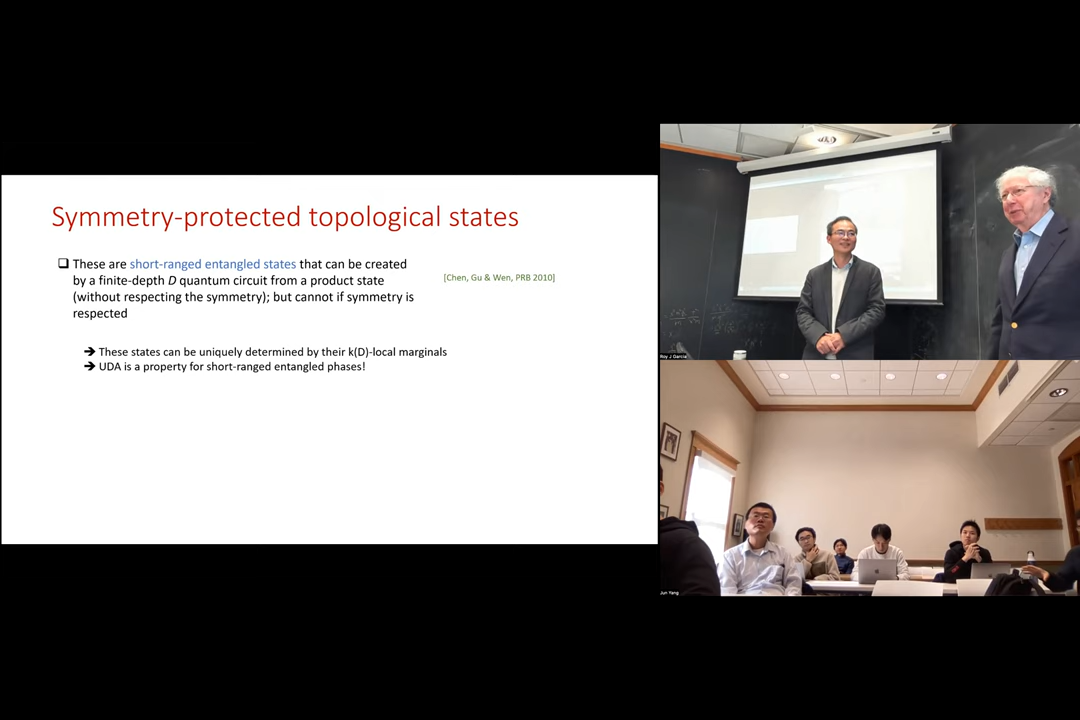 Symmetry-protected topological states
These are short-ranged entangled states that can be created
by a finite-depth D quantum circuit from a product state
(without respecting the symmetry); but cannot if symmetry is
respected
[Chen, Gu & Wen, PRB 2010]
➔ These states can be uniquely determined by their k(D)-local marginals
➔ UDA is a property for short-ranged entangled phases!
Roy J Garcia
Jun Yang